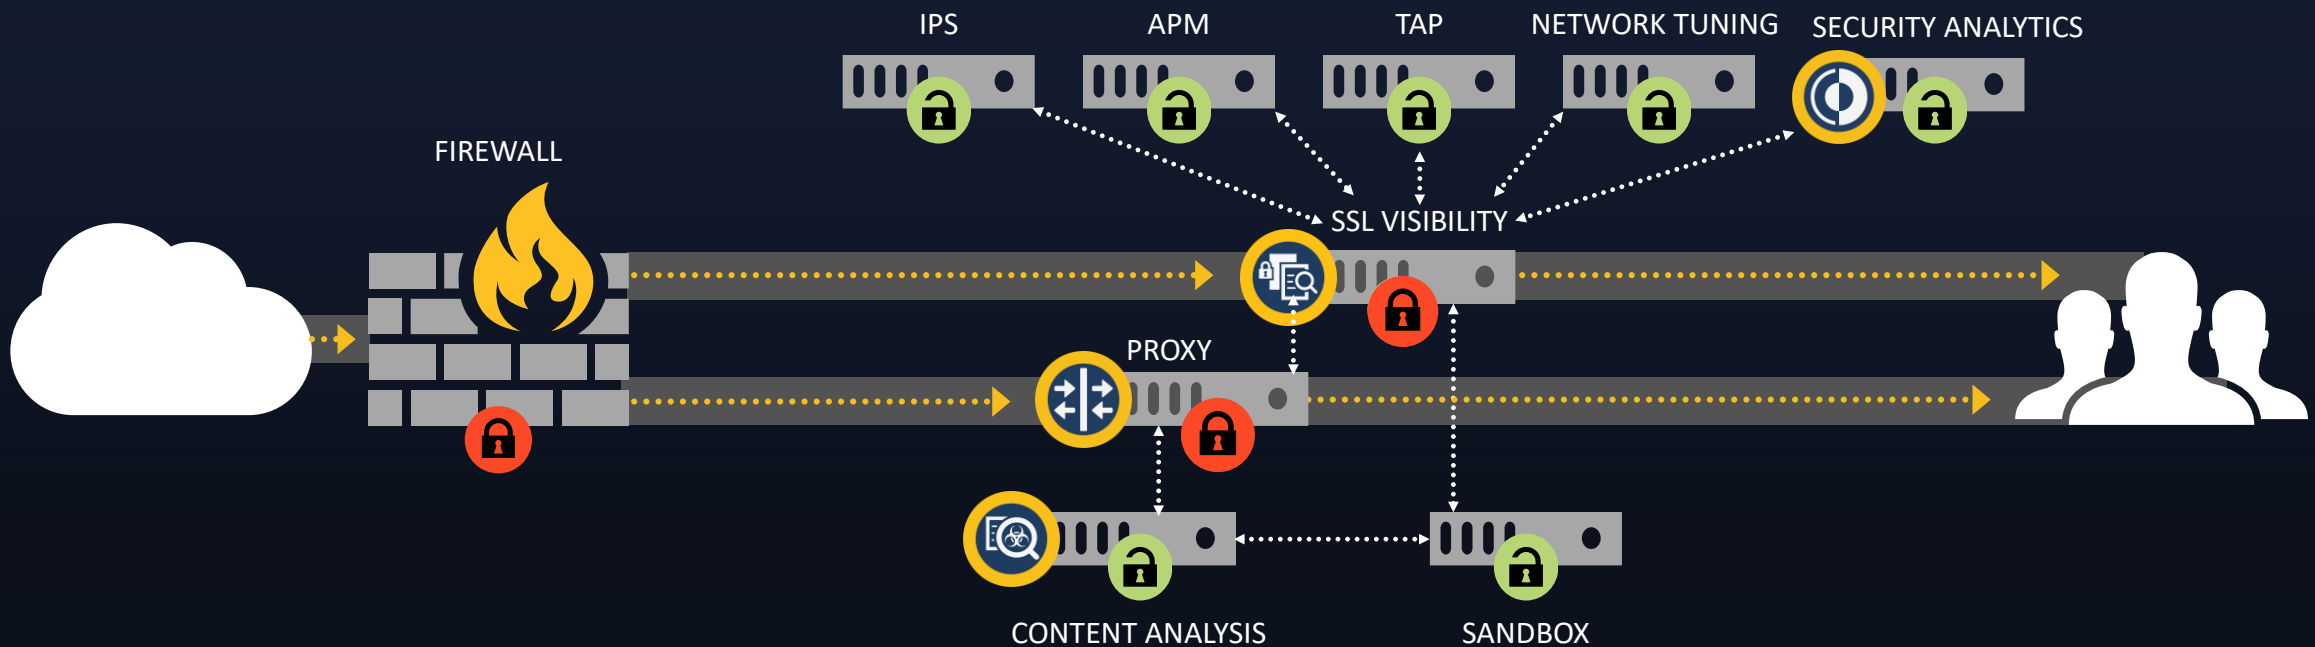 IPS
APM
TAP
NETWORK TUNING
SECURITY ANALYTICS
FIREWALL
SSL VISIBILITY
PROXY
CONTENT ANALYSIS
SANDBOX